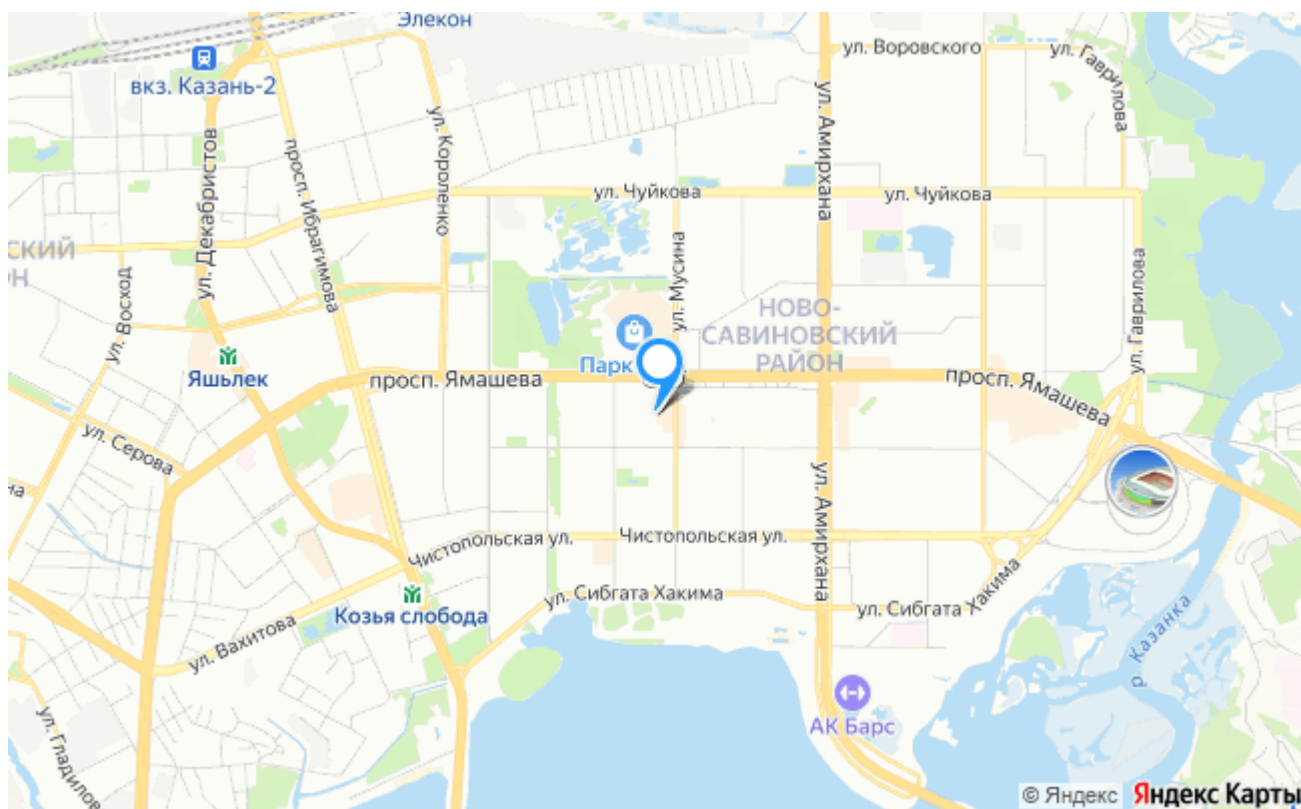 Элекон
вкз. Казань-2
ул. Воровского
ул. Гаврилова
ул. Декабристов
просп. Ибрагимова
ул. Короленко
ул. Амирхана
ул. Чуйкова
ул. Чуйкова
СКИЙ
ОН
ул. Восход
ул. Мусина
ул. Гаврилова
НОВО-
САВИНОВСКИЙ
РАЙОН
Парк
Яшьлек
просп. Ямашева
просп. Ямашева
ул. Серова
на
ул. Амирхана
Чистопольская ул.
Чистопольская ул.
Козья слобода
ул. Сибгата Хакима
ул. Сибгата Хакима
ул. Вахитова
р. Казанка
ул. Гладилова
АК Барс
© Яндекс Яндекс Карты